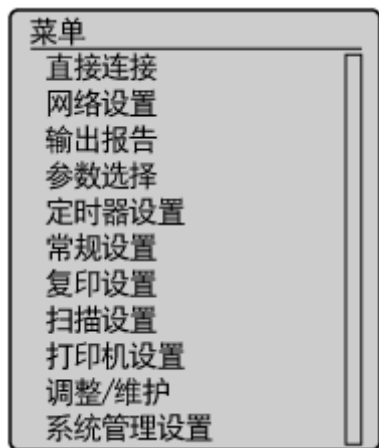 菜单
直接连接
网络设置
输出报告
参数选择
定时器设置
常规设置
复印设置
扫描设置
打印机设置
调整/维护
系统管理设置